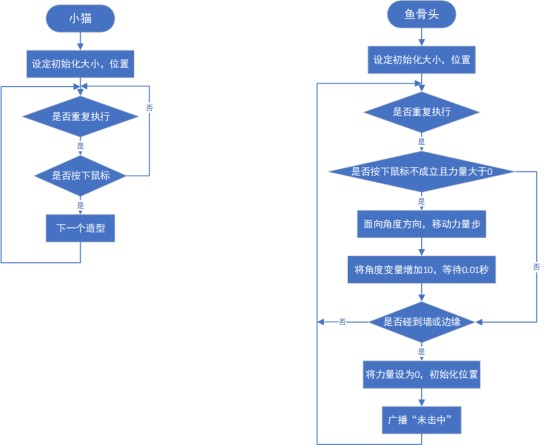 小猫
设定初始化大小，位置
是否重复执行
否
是
是否按下鼠标
是
下一个造型
鱼骨头
设定初始化大小，位置
是否重复执行
是
是否按下鼠标不成立且力量大于0
是
面向角度方向，移动力量步
将角度变量增加10，等待0.01秒
否
是否碰到墙或边缘
否
是
将力量设为0，初始化位置
广播“未击中”